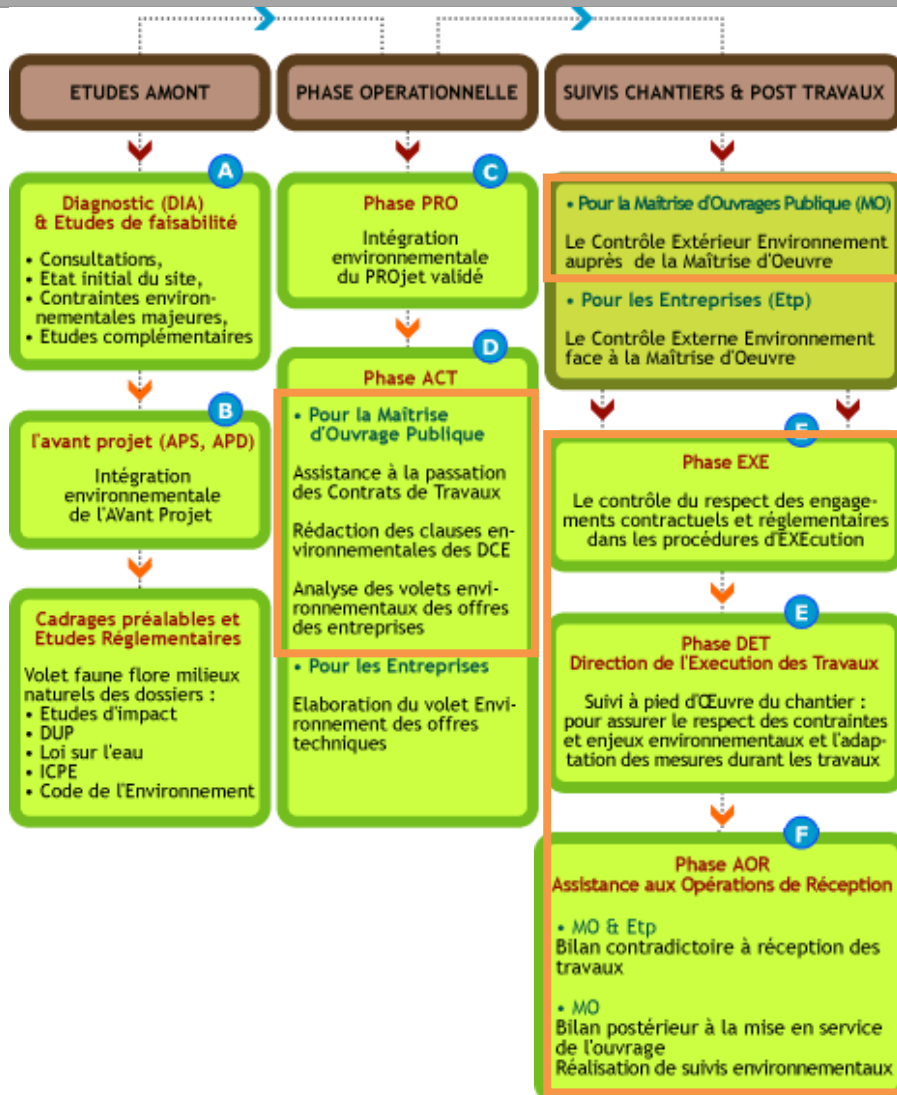 ETUDES AMONT
A
Diagnostic (DIA)
& Etudes de faisabilité
• Consultations,
• Etat initial du site,
• Contraintes environ-
nementales majeures,
• Etudes complémentaires
B
l'avant projet (APS, APD)
Intégration
environnementale
de l'AVant Projet
Cadrages préalables et
Etudes Réglementaires
Volet faune flore milieux
naturels des dossiers :
• Etudes d'impact
• DUP
• Loi sur l'eau
• ICPE
• Code de l'Environnement
PHASE OPERATIONNELLE
C
Phase PRO
Intégration
environnementale
du PROjet validé
D
Phase ACT
• Pour la Maîtrise
d'Ouvrage Publique
Assistance à la passation
des Contrats de Travaux
Rédaction des clauses en-
vironnementales des DCE
Analyse des volets envi-
ronnementaux des offres
des entreprises
• Pour les Entreprises
Elaboration du volet Envi-
ronnement des offres
techniques
SUIVIS CHANTIERS & POST TRAVAUX
• Pour la Maîtrise d'Ouvrages Publique (MO)
Le Contrôle Extérieur Environnement
auprès de la Maîtrise d'Oeuvre
• Pour les Entreprises (Etp)
Le Contrôle Externe Environnement
face à la Maîtrise d'Oeuvre
Phase EXE
Le contrôle du respect des engage-
ments contractuels et réglementaires
dans les procédures d'EXEcution
E
Phase DET
Direction de l'Execution des Travaux
Suivi à pied d'Œuvre du chantier :
pour assurer le respect des contraintes
et enjeux environnementaux et l'adap-
tation des mesures durant les travaux
F
Phase AOR
Assistance aux Opérations de Réception
• MO & Etp
Bilan contradictoire à réception des
travaux
• MO
Bilan postérieur à la mise en service
de l'ouvrage
Réalisation de suivis environnementaux